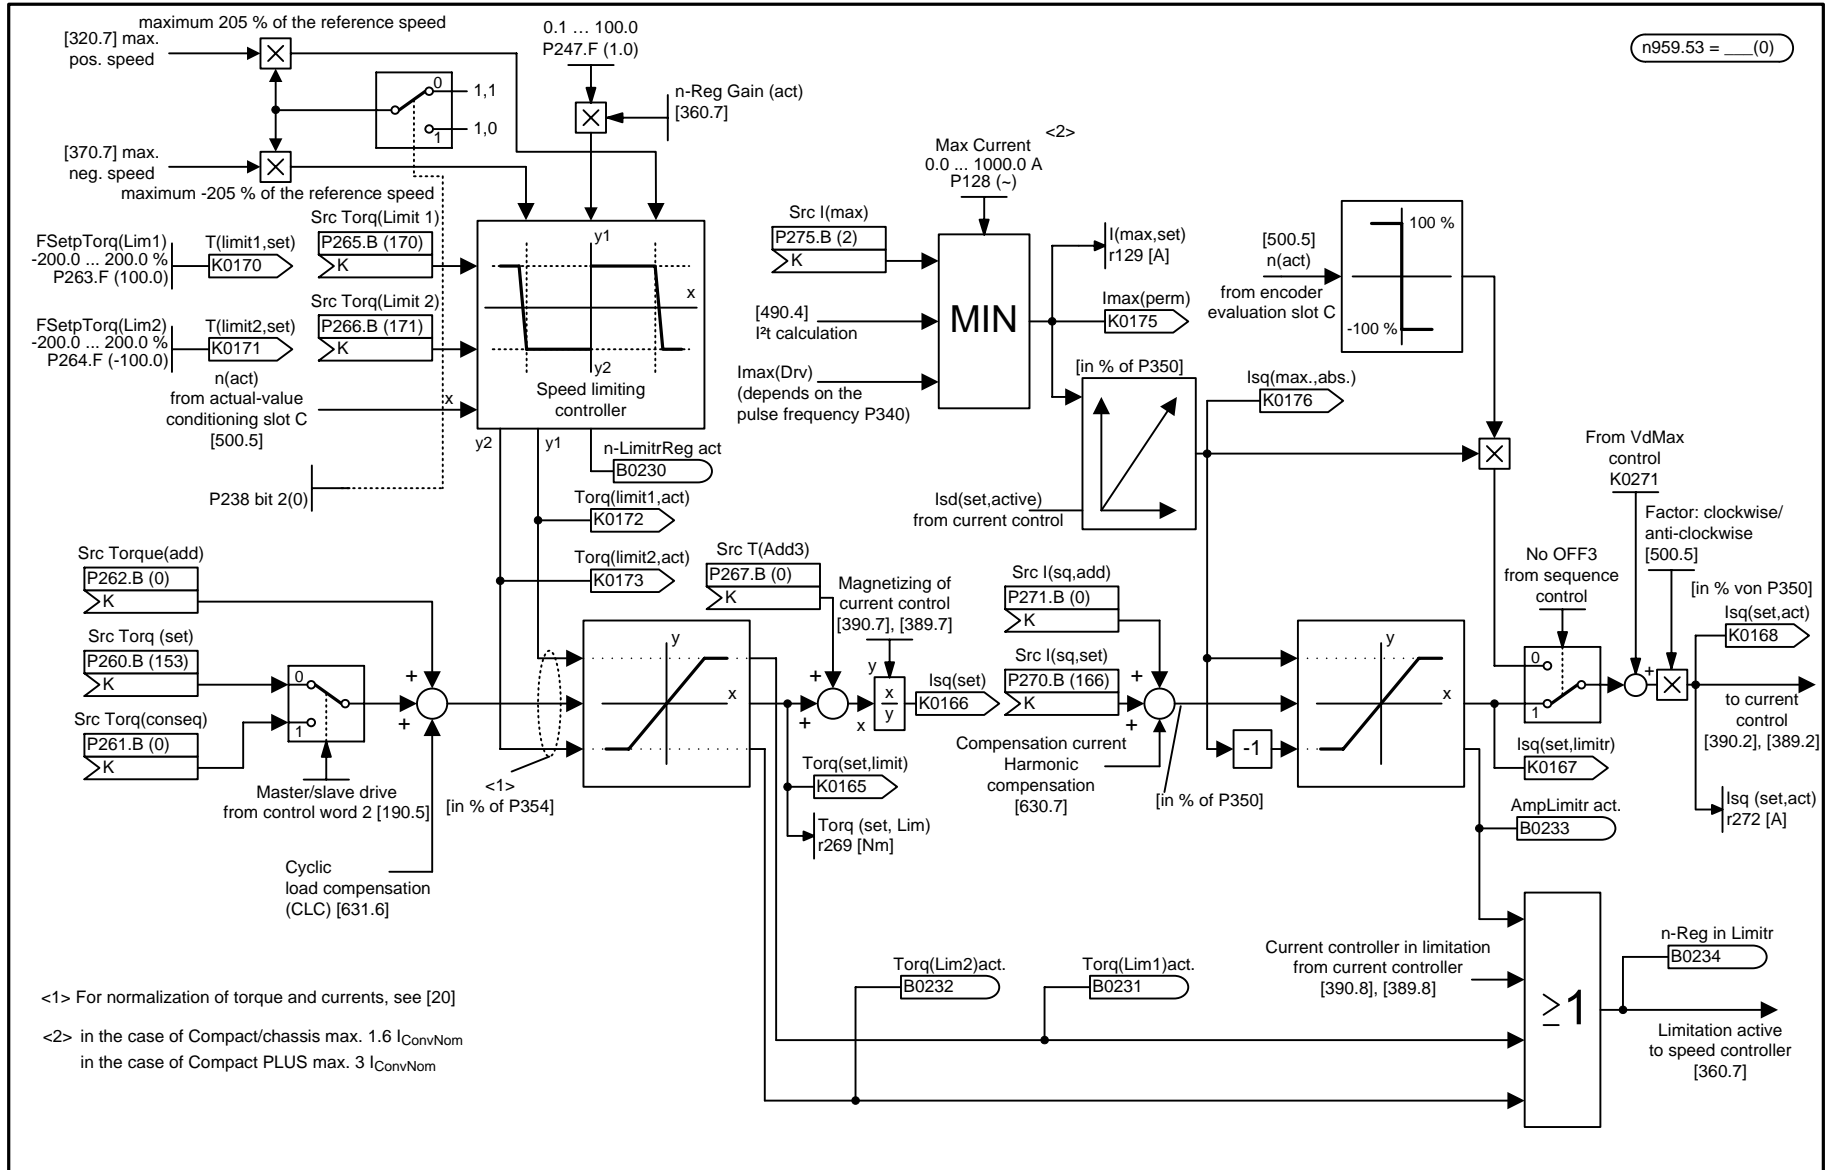 maximum 205 % of the reference speed
[320.7] max.
pos. speed
0
1,1
1
1,0
[370.7] max.
neg. speed
maximum -205 % of the reference speed
0.1 ... 100.0
P247.F (1.0)
n-Reg Gain (act)
[360.7]
n959.53 = ___(0)
FSetpTorq(Lim1)
-200.0 ... 200.0 %
P263.F (100.0)
T(limit1,set)
K0170
Src Torq(Limit 1)
P265.B (170)
K
FSetpTorq(Lim2)
-200.0 ... 200.0 %
P264.F (-100.0)
T(limit2,set)
K0171
Src Torq(Limit 2)
P266.B (171)
K
n(act)
from actual-value
conditioning slot C
[500.5]
x
y1
x
y2
Speed limiting
controller
y2
y1
n-LimitrReg act
B0230
P238 bit 2(0)
Torq(limit1,act)
K0172
Torq(limit2,act)
K0173
<2>
Max Current
0.0 ... 1000.0 A
P128 (~)
Src I(max)
P275.B (2)
K
[490.4]
I²t calculation
Imax(Drv)
(depends on the
pulse frequency P340)
MIN
I(max,set)
r129 [A]
Imax(perm)
K0175
[in % of P350]
Isd(set,active)
from current control
Isq(max.,abs.)
K0176
[500.5]
n(act)
from encoder
evaluation slot C
100 %
-100 %
From VdMax
control
K0271
Factor: clockwise/
anti-clockwise
[500.5]
No OFF3
from sequence
control
[in % von P350]
Isq(set,act)
K0168
0
1
+
to current
control
[390.2], [389.2]
Isq (set,act)
r272 [A]
Src Torque(add)
P262.B (0)
K
Src Torq (set)
P260.B (153)
K
Src Torq(conseq)
P261.B (0)
K
0
1
+
+
+
Master/slave drive
from control word 2 [190.5]
Cyclic
load compensation
(CLC) [631.6]
<1>
[in % of P354]
y
x
Src T(Add3)
P267.B (0)
K
+
+
Magnetizing of
current control
[390.7], [389.7]
y
x
x
y
Isq(set)
K0166
Torq(set,limit)
K0165
Torq (set, Lim)
r269 [Nm]
Src I(sq,add)
P271.B (0)
K
Src I(sq,set)
P270.B (166)
K
+
+
+
Compensation current
Harmonic
compensation
[630.7]
[in % of P350]
-1
y
x
Isq(set,limitr)
K0167
AmpLimitr act.
B0233
Current controller in limitation
from current controller
[390.8], [389.8]
Torq(Lim2)act.
B0232
Torq(Lim1)act.
B0231
≥1
n-Reg in Limitr
B0234
Limitation active
to speed controller
[360.7]
<1> For normalization of torque and currents, see [20]
<2> in the case of Compact/chassis max. 1.6 IConvNom
in the case of Compact PLUS max. 3 IConvNom